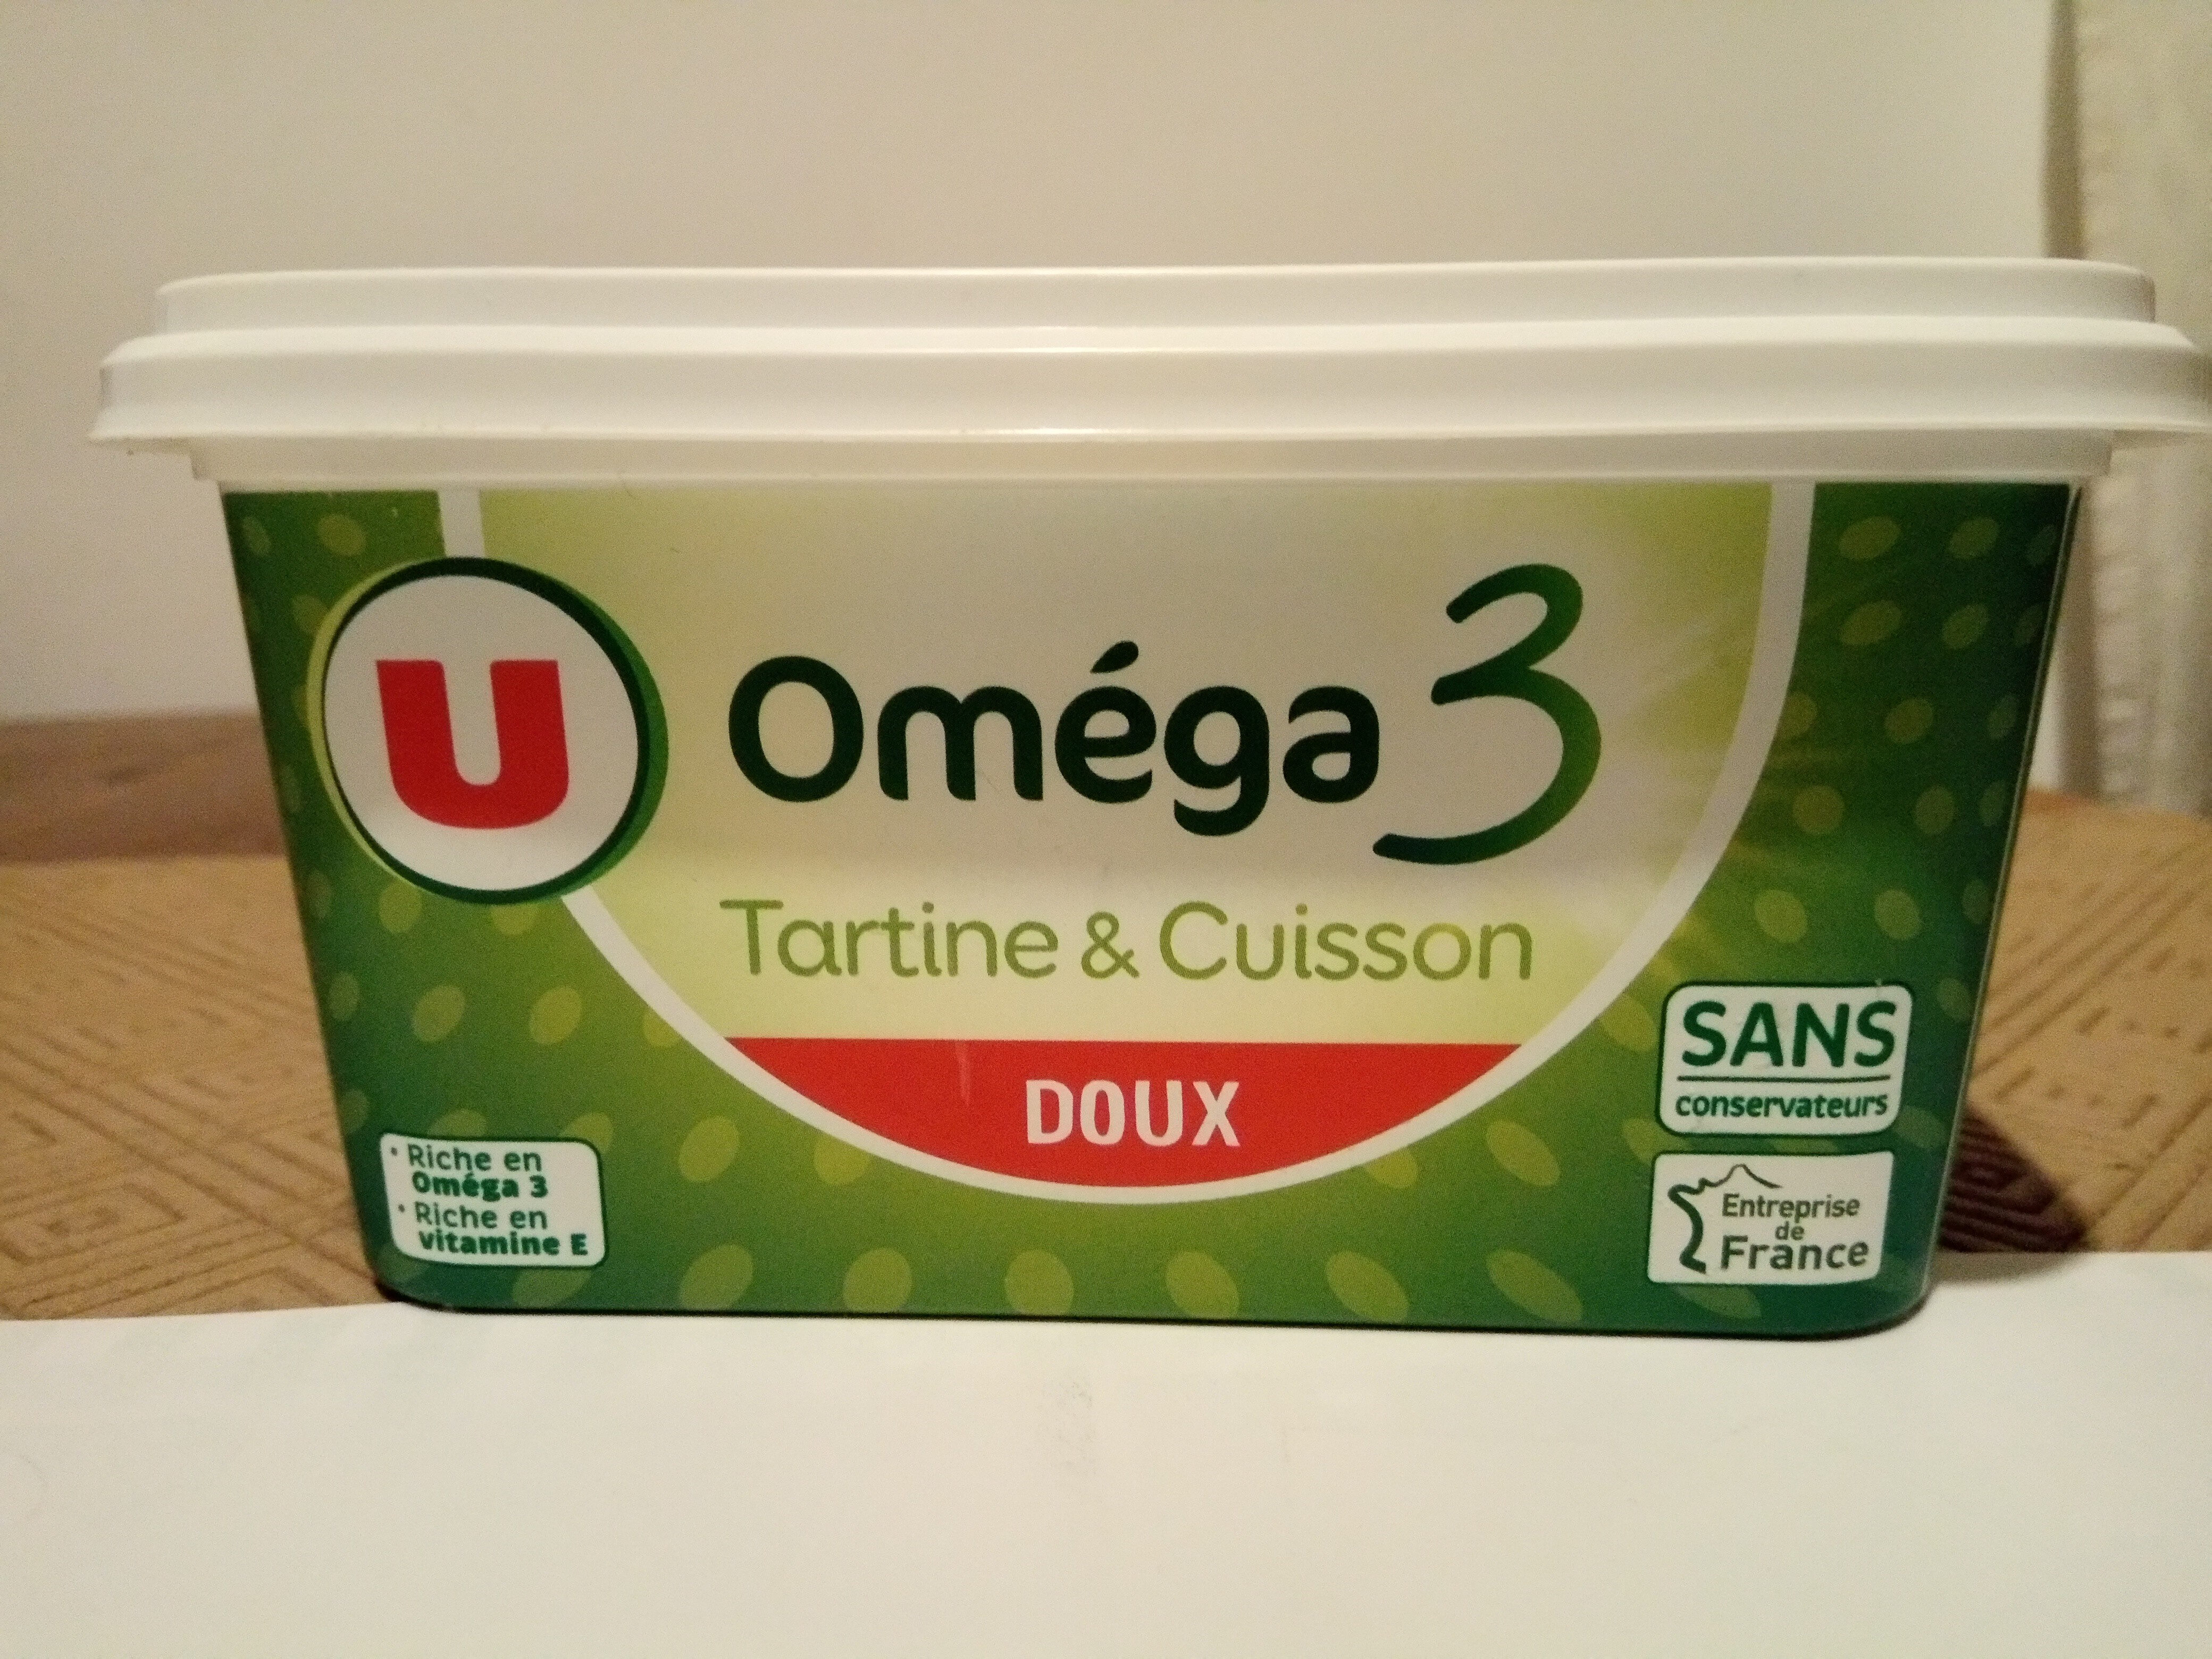 U
Oméga 3
Tartine & Cuisson
DOUX
• Riche en
Oméga 3
• Riche en
vitamine E
SANS
conservateurs
Entreprise
de
France